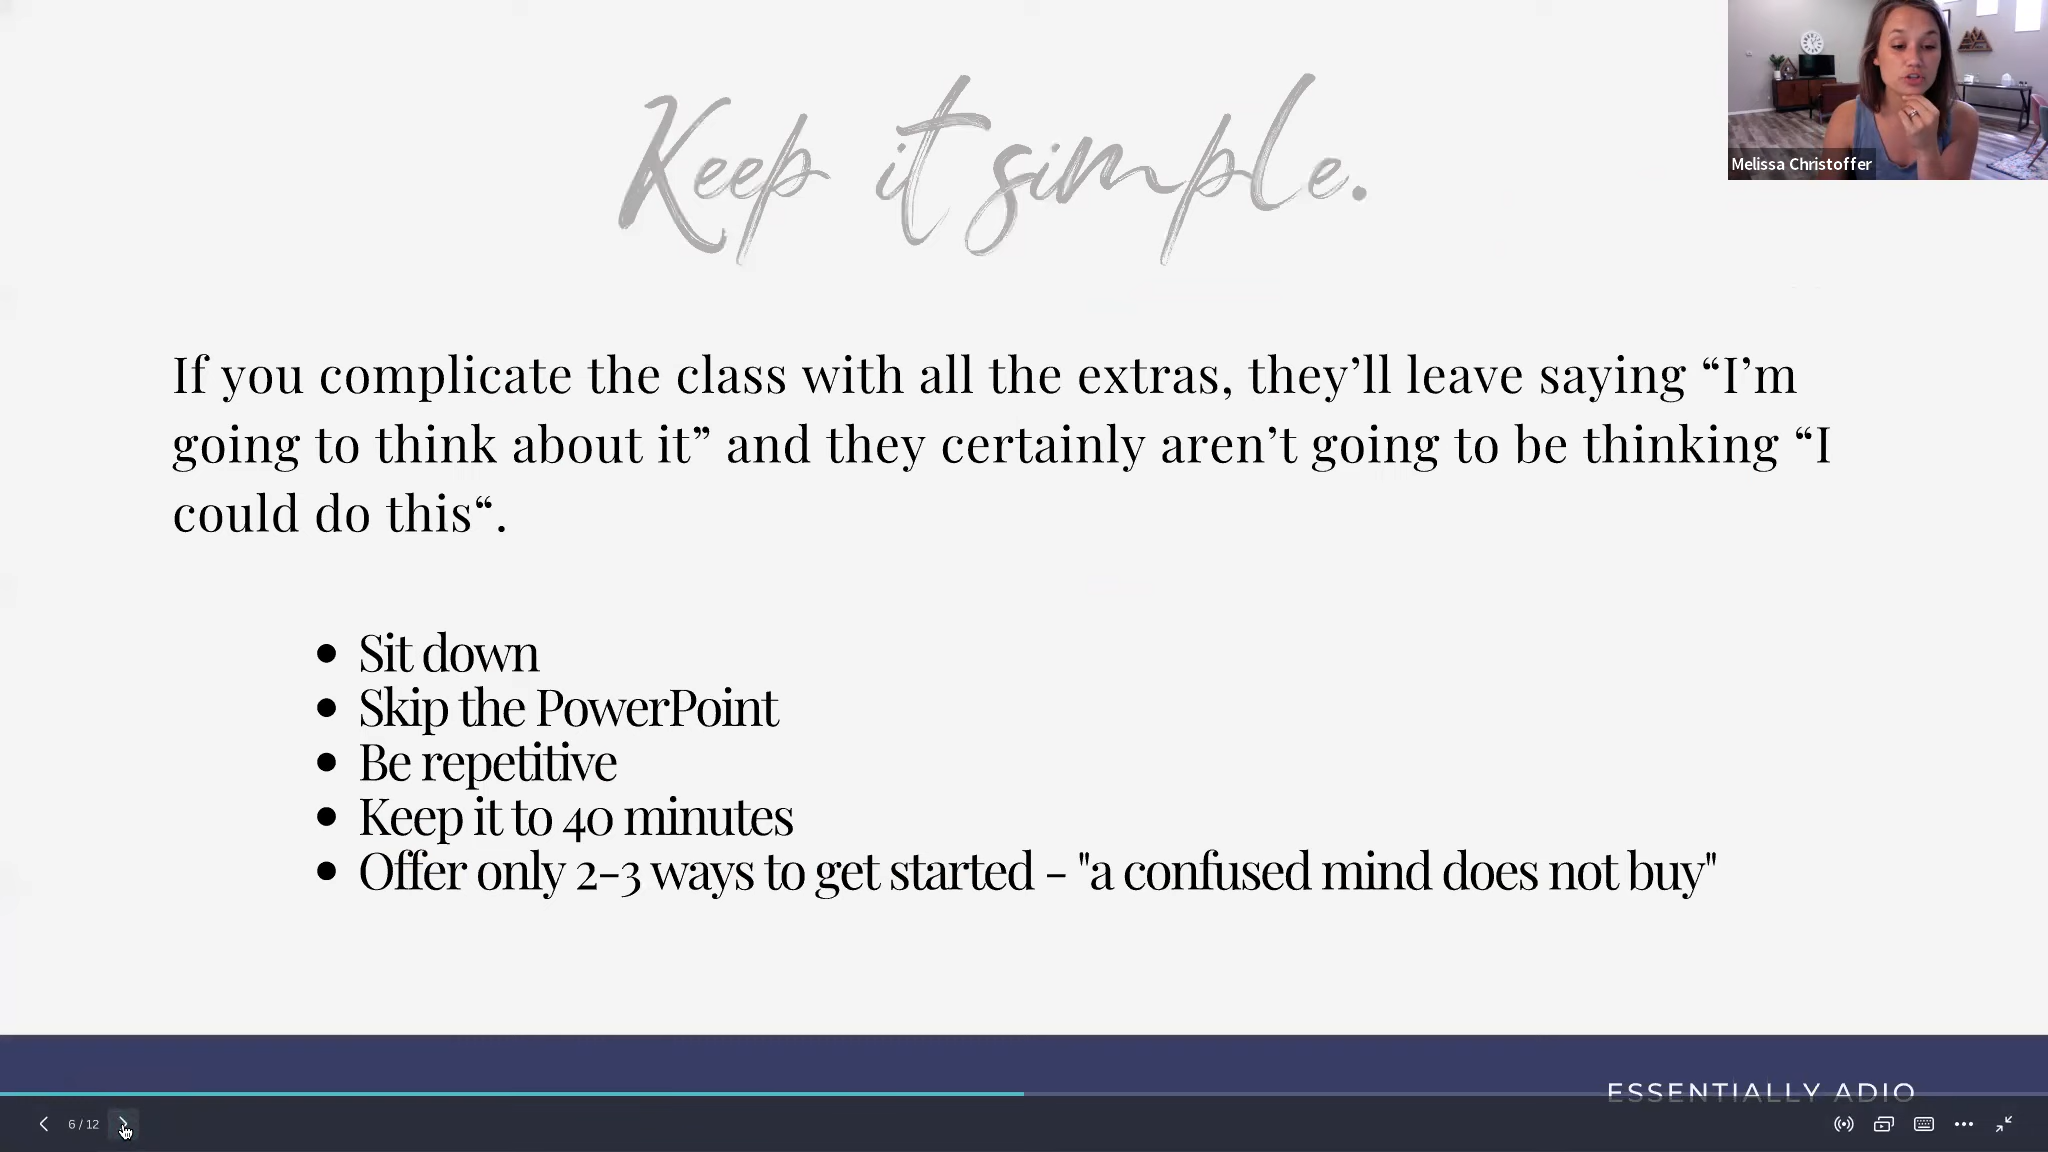 Keep it simple.
Melissa Christoffer
If you complicate the class with all the extras, they’ll leave saying “I’m
going to think about it” and they certainly aren’t going to be thinking “I
could do this“.
• Sit down
• Skip the PowerPoint
• Be repetitive
• Keep it to 40 minutes
• Offer only 2-3 ways to get started - "a confused mind does not buy"
ESSENTIALLY ADIO
6 / 12